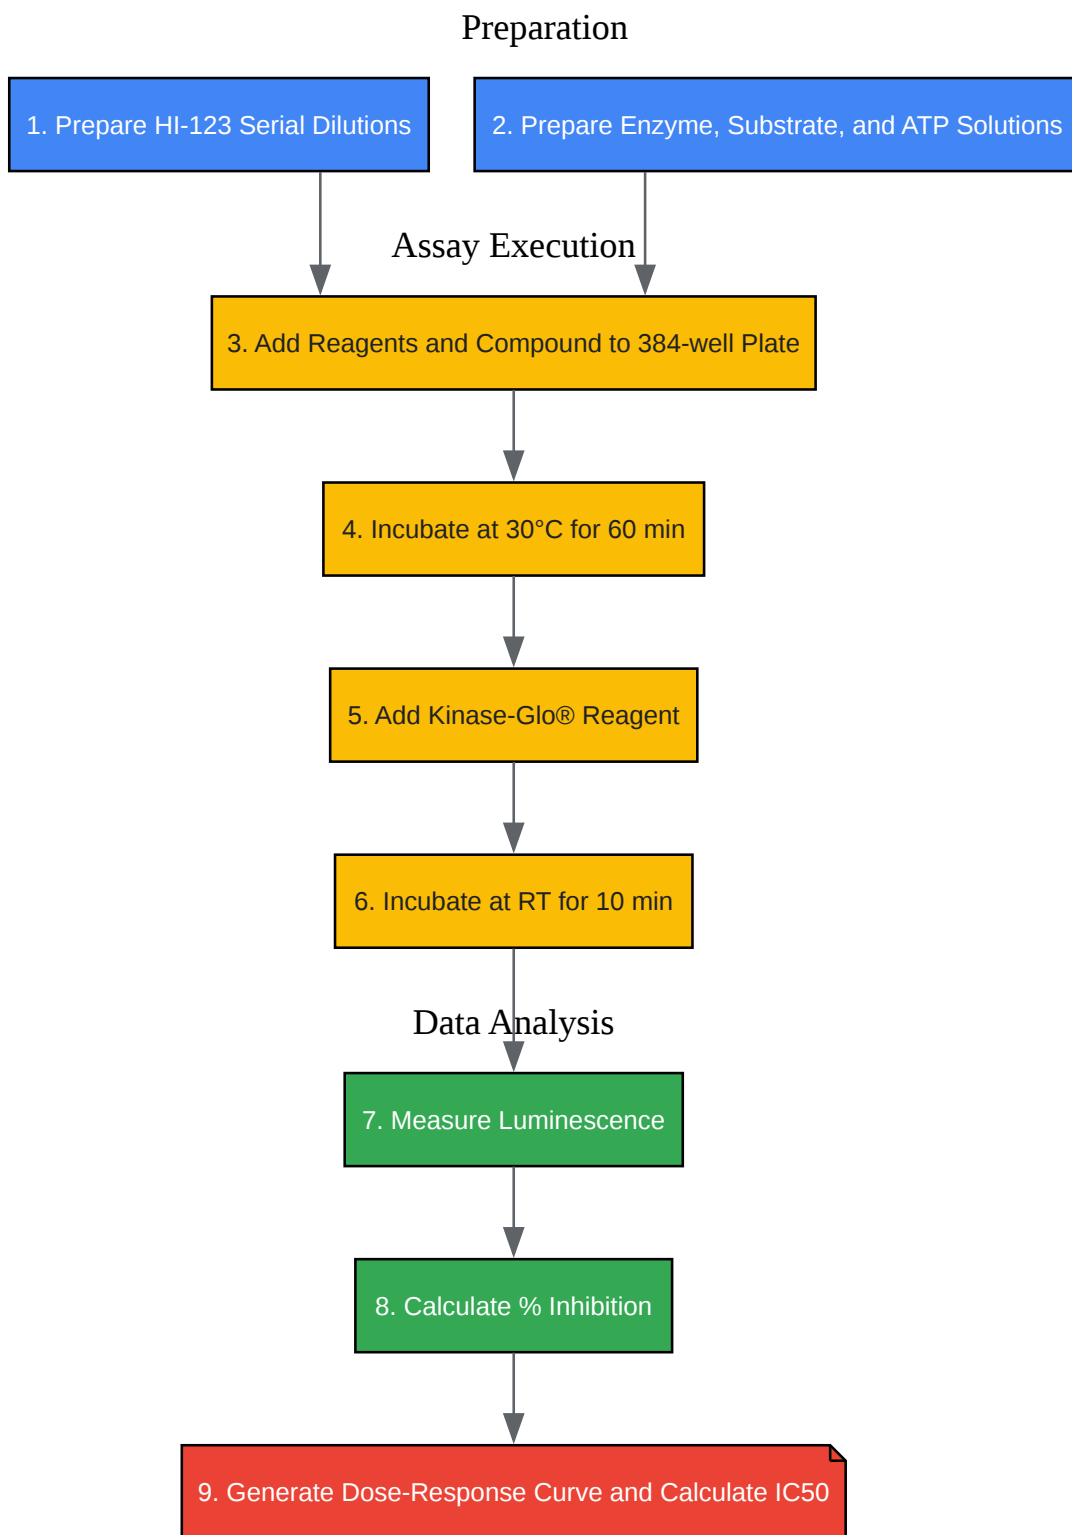 Preparation
1. Prepare HI-123 Serial Dilutions
2. Prepare Enzyme, Substrate, and ATP Solutions
Assay Execution
3. Add Reagents and Compound to 384-well Plate
4. Incubate at 30°C for 60 min
5. Add Kinase-Glo® Reagent
6. Incubate at RT for 10 min
Data Analysis
7. Measure Luminescence
8. Calculate % Inhibition
9. Generate Dose-Response Curve and Calculate IC50